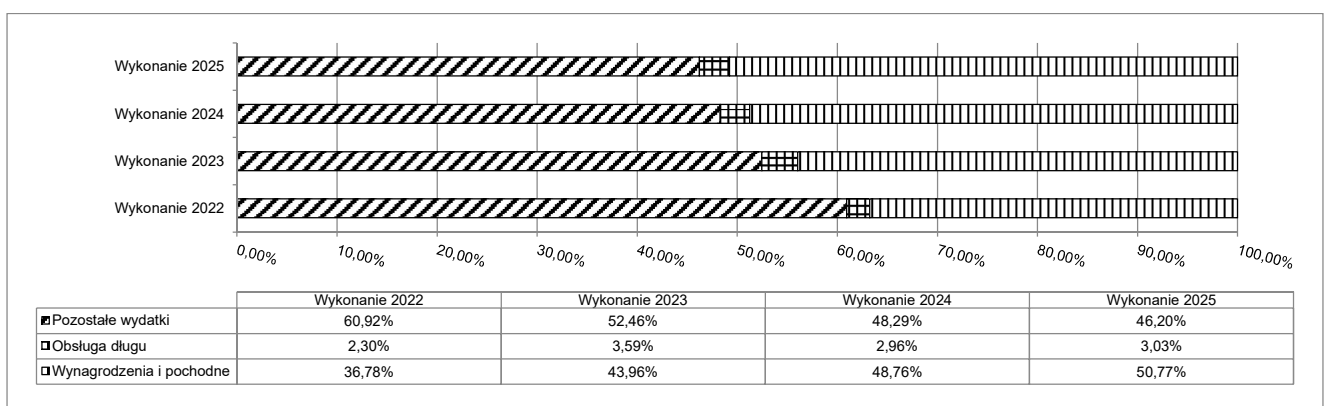 Wykonanie 2025
Wykonanie 2024
Wykonanie 2023
Wykonanie 2022
0,00% 10,00% 20,00% 30,00% 40,00% 50,00% 60,00% 70,00% 80,00% 90,00% 100,00%
Wykonanie 2022 Wykonanie 2023 Wykonanie 2024 Wykonanie 2025
Pozostałe wydatki 60,92% 52,46% 48,29% 46,20%
Obsługa długu 2,30% 3,59% 2,96% 3,03%
Wynagrodzenia i pochodne 36,78% 43,96% 48,76% 50,77%